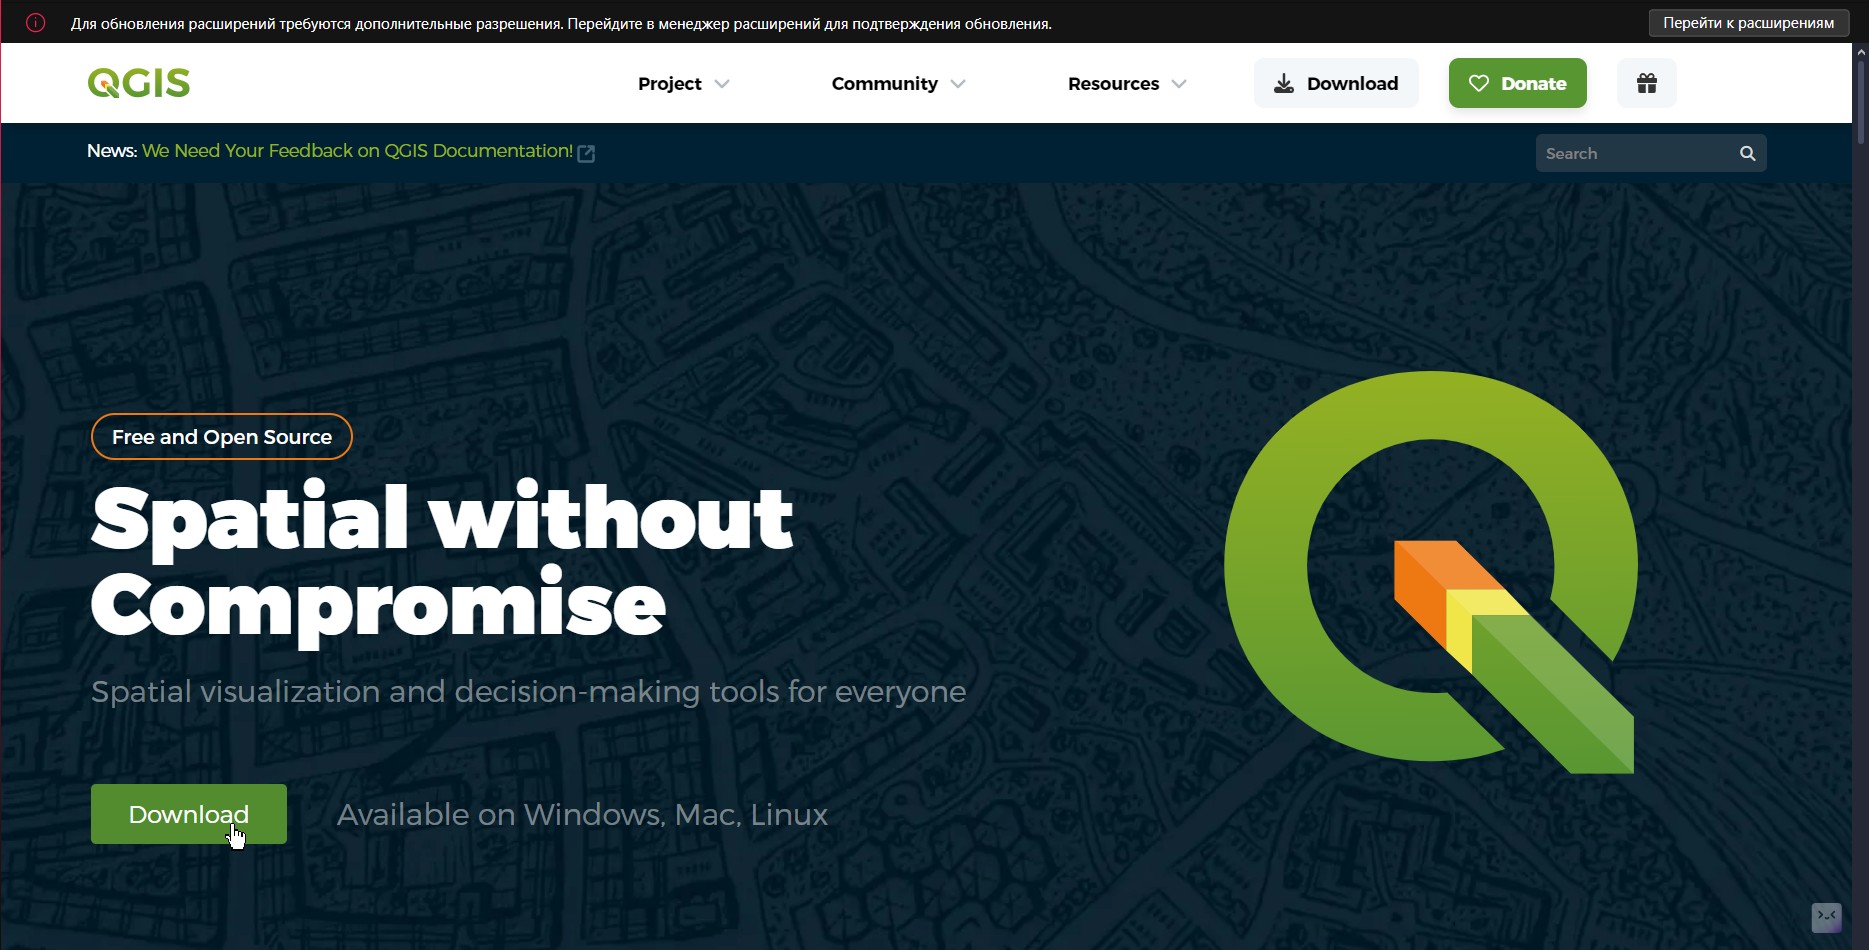 Для обновления расширений требуются дополнительные разрешения. Перейдите в менеджер расширений для подтверждения обновления.
Перейти к расширениям
QGIS
Project
Community
Resources
Download
Donate
News: We Need Your Feedback on QGIS Documentation!
Search
Free and Open Source
Spatial without
Compromise
Spatial visualization and decision-making tools for everyone
Download
Available on Windows, Mac, Linux